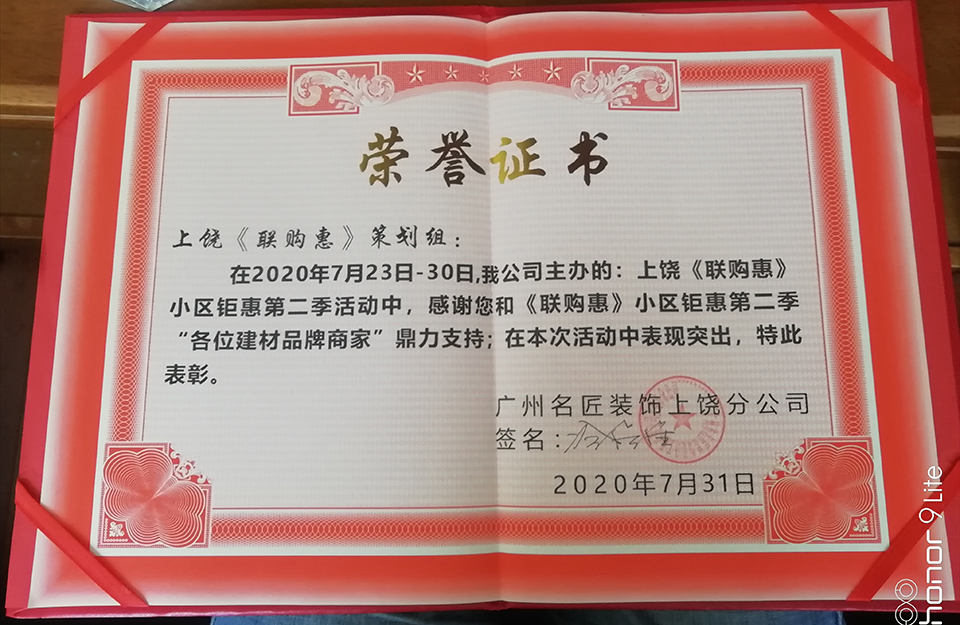 荣誉证书
上饶《联购惠》策划组：
在2020年7月23日-30日,我公司主办的：上饶《联购惠》
小区钜惠第二季活动中，感谢您和《联购惠》小区钜惠第二季
“各位建材品牌商家”鼎力支持；在本次活动中表现突出，特此
表彰。
广州名匠装饰上饶分公司
签名：
2020年7月31日
honor 9 Lite